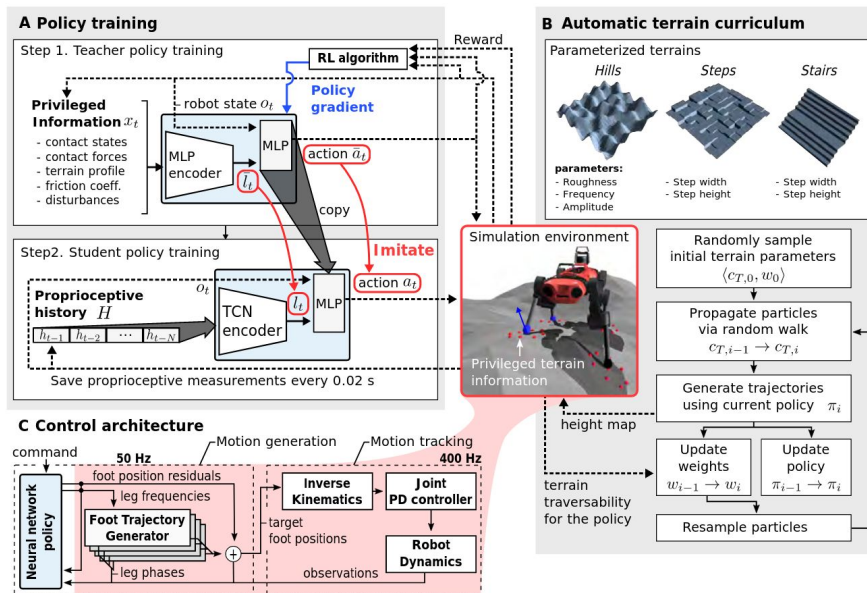 A Policy training
Step 1. Teacher policy training
RL algorithm
Reward
Policy
gradient
robot state o_t
Privileged
Information x_t
- contact states
- contact forces
- terrain profile
- friction coeff.
- disturbances
MLP
encoder
MLP
l̄_t
action ā_t
copy
Imitate
Step2. Student policy training
o_t
Proprioceptive
history H
h_{t-1} h_{t-2} ... h_{t-N}
TCN
encoder
l_t
MLP
action a_t
Save proprioceptive measurements every 0.02 s
Simulation environment
Privileged terrain
information
B Automatic terrain curriculum
Parameterized terrains
Hills Steps Stairs
parameters:
- Roughness
- Frequency
- Amplitude
- Step width
- Step height
- Step width
- Step height
Randomly sample
initial terrain parameters
⟨c_{T,0}, w_0⟩
Propagate particles
via random walk
c_{T,i-1} → c_{T,i}
Generate trajectories
using current policy π_i
height map
Update
weights
w_{i-1} → w_i
Update
policy
π_{i-1} → π_i
terrain
traversability
for the policy
Resample particles
C Control architecture
command
50 Hz
Motion generation
Motion tracking
400 Hz
Neural network
policy
foot position residuals
leg frequencies
Foot Trajectory
Generator
leg phases
+
target
foot positions
Inverse
Kinematics
Joint
PD controller
Robot
Dynamics
observations